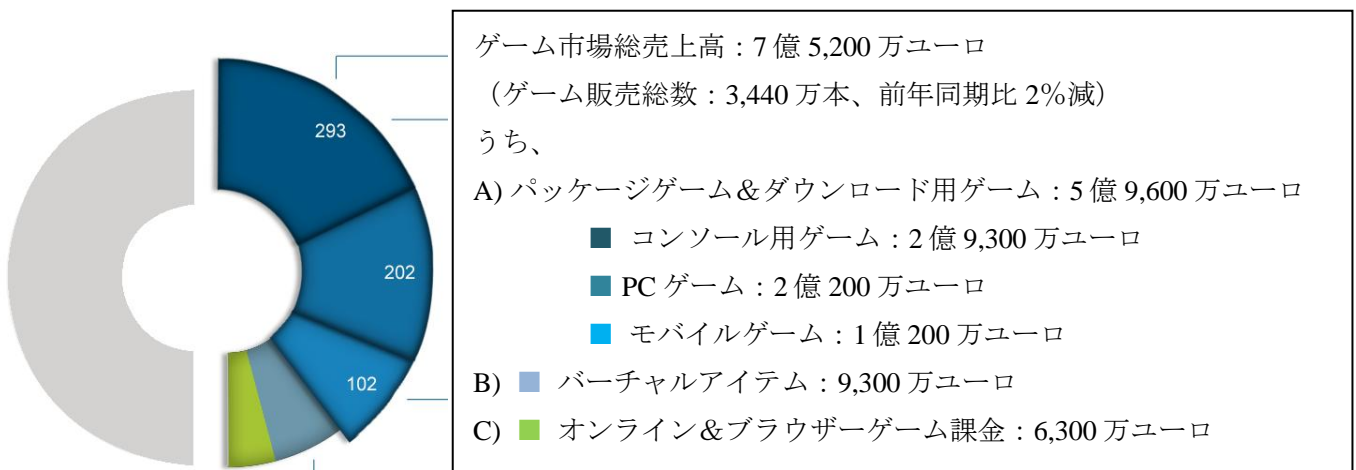 293
202
102
ゲーム市場総売上高：7 億 5,200 万ユーロ
（ゲーム販売総数：3,440 万本、前年同期比 2％減）
うち、
A) パッケージゲーム＆ダウンロード用ゲーム：5 億 9,600 万ユーロ
コンソール用ゲーム：2 億 9,300 万ユーロ
PC ゲーム：2 億 200 万ユーロ
モバイルゲーム：1 億 200 万ユーロ
B) バーチャルアイテム：9,300 万ユーロ
C) オンライン＆ブラウザーゲーム課金：6,300 万ユーロ